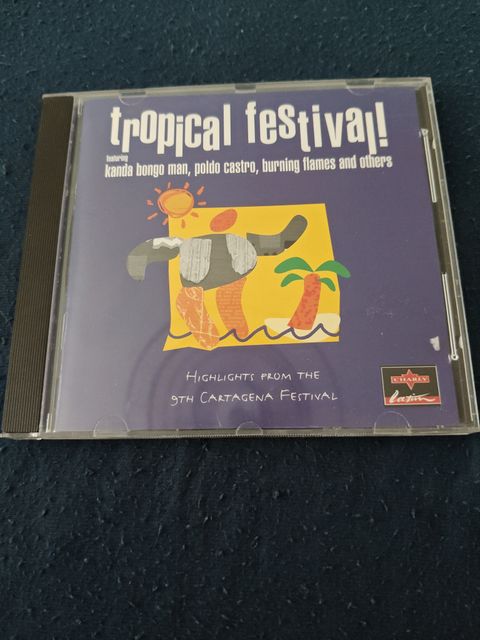 tropical festival!
featuring
kanda bongo man, poldo castro, burning flames and others
HIGHLIGHTS FROM THE
9TH CARTAGENA FESTIVAL
CHARLY
Latin